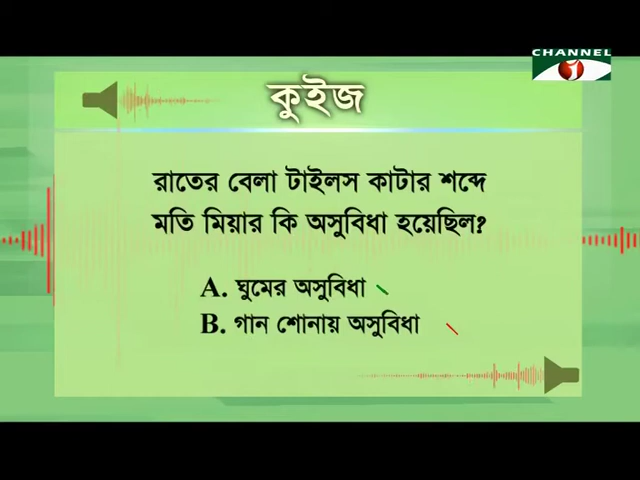 CHANNEL
i
কুইজ
রাতের বেলা টাইলস কাটার শব্দে
মতি মিয়ার কি অসুবিধা হয়েছিল?
A. ঘুমের অসুবিধা
B. গান শোনায় অসুবিধা